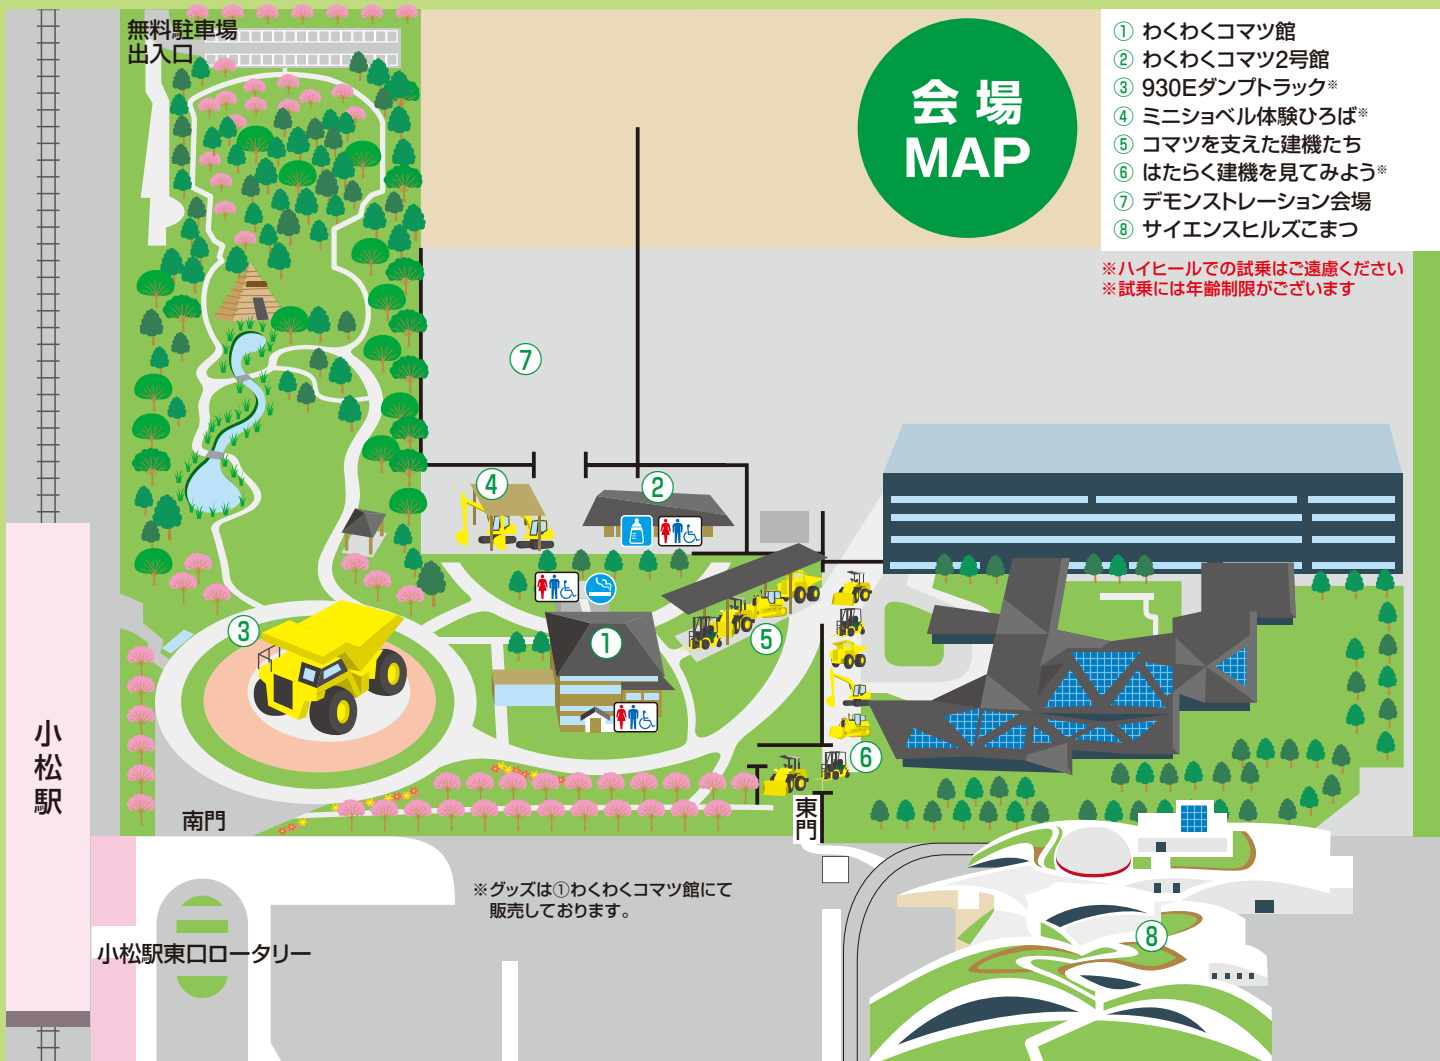 無料駐車場
出入口
会場
MAP
① わくわくコマツ館
② わくわくコマツ2号館
③ 930Eダンプトラック※
④ ミニショベル体験ひろば※
⑤ コマツを支えた建機たち
⑥ はたらく建機を見てみよう※
⑦ デモンストレーション会場
⑧ サイエンスヒルズこまつ
※ハイヒールでの試乗はご遠慮ください
※試乗には年齢制限がございます
⑦
④
②
③
①
⑤
⑥
小松駅
南門
東門
※グッズは①わくわくコマツ館にて
販売しております。
小松駅東口ロータリー
⑧